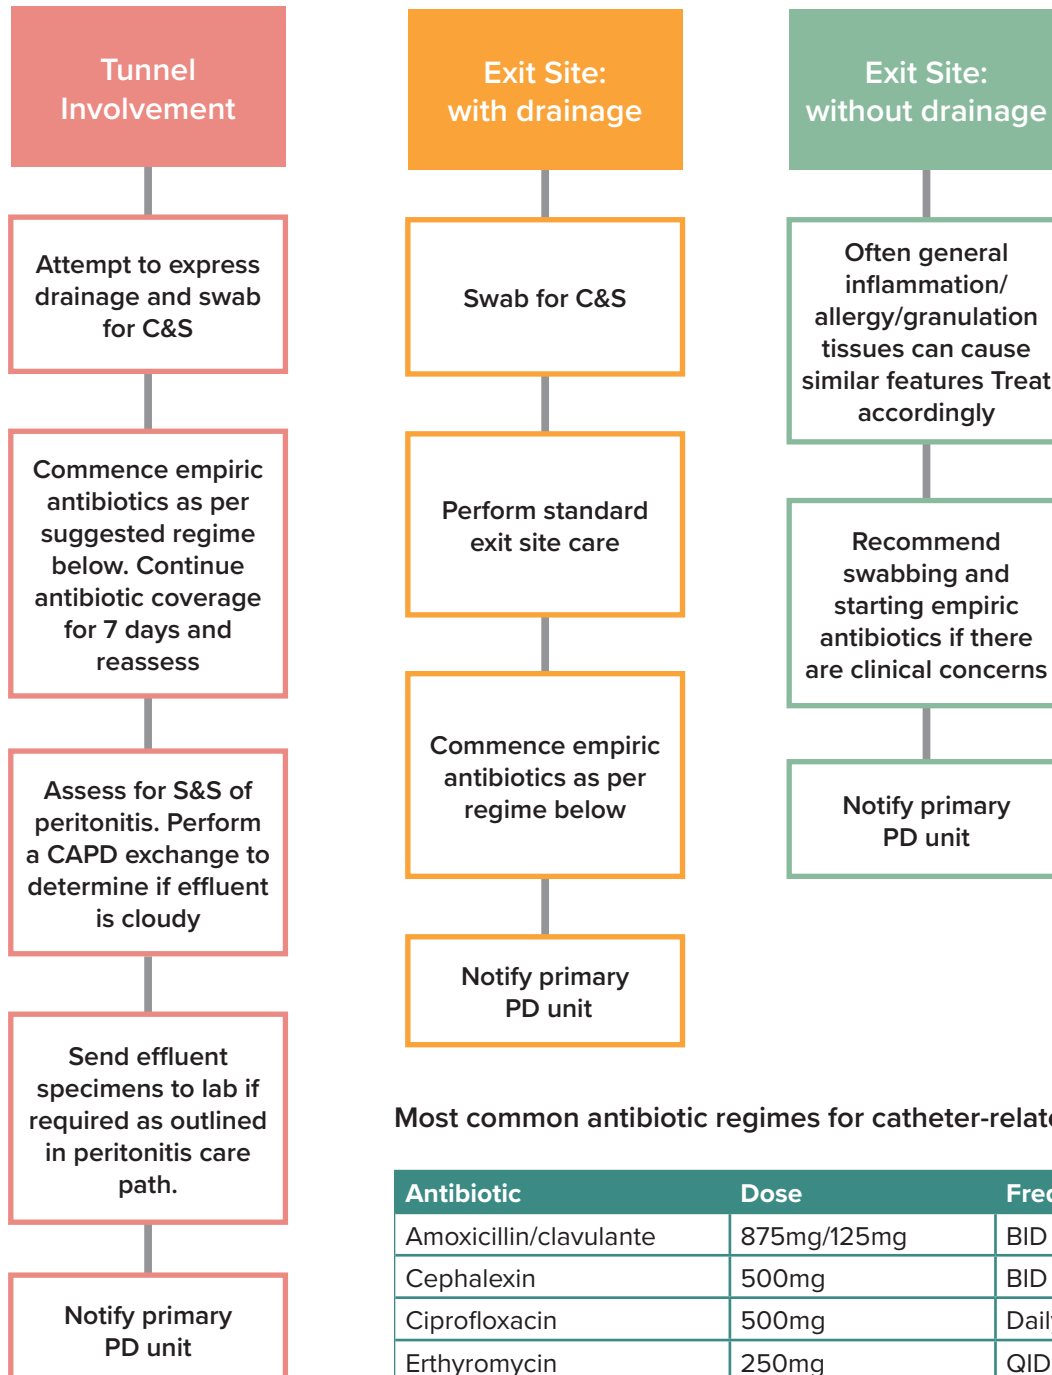 Tunnel
Involvement
Attempt to express
drainage and swab
for C&S
Commence empiric
antibiotics as per
suggested regime
below. Continue
antibiotic coverage
for 7 days and
reassess
Assess for S&S of
peritonitis. Perform
a CAPD exchange to
determine if effluent
is cloudy
Send effluent
specimens to lab if
required as outlined
in peritonitis care
path.
Notify primary
PD unit
Exit Site:
with drainage
Swab for C&S
Perform standard
exit site care
Commence empiric
antibiotics as per
regime below
Notify primary
PD unit
Exit Site:
without drainage
Often general
inflammation/
allergy/granulation
tissues can cause
similar features Treat
accordingly
Recommend
swabbing and
starting empiric
antibiotics if there
are clinical concerns
Notify primary
PD unit
Most common antibiotic regimes for
Antibiotic Dose
Amoxicillin/clavulante 875mg/125mg BID
Cephalexin 500mg BID
Ciprofloxacin 500mg
Erthyromycin 250mg QID